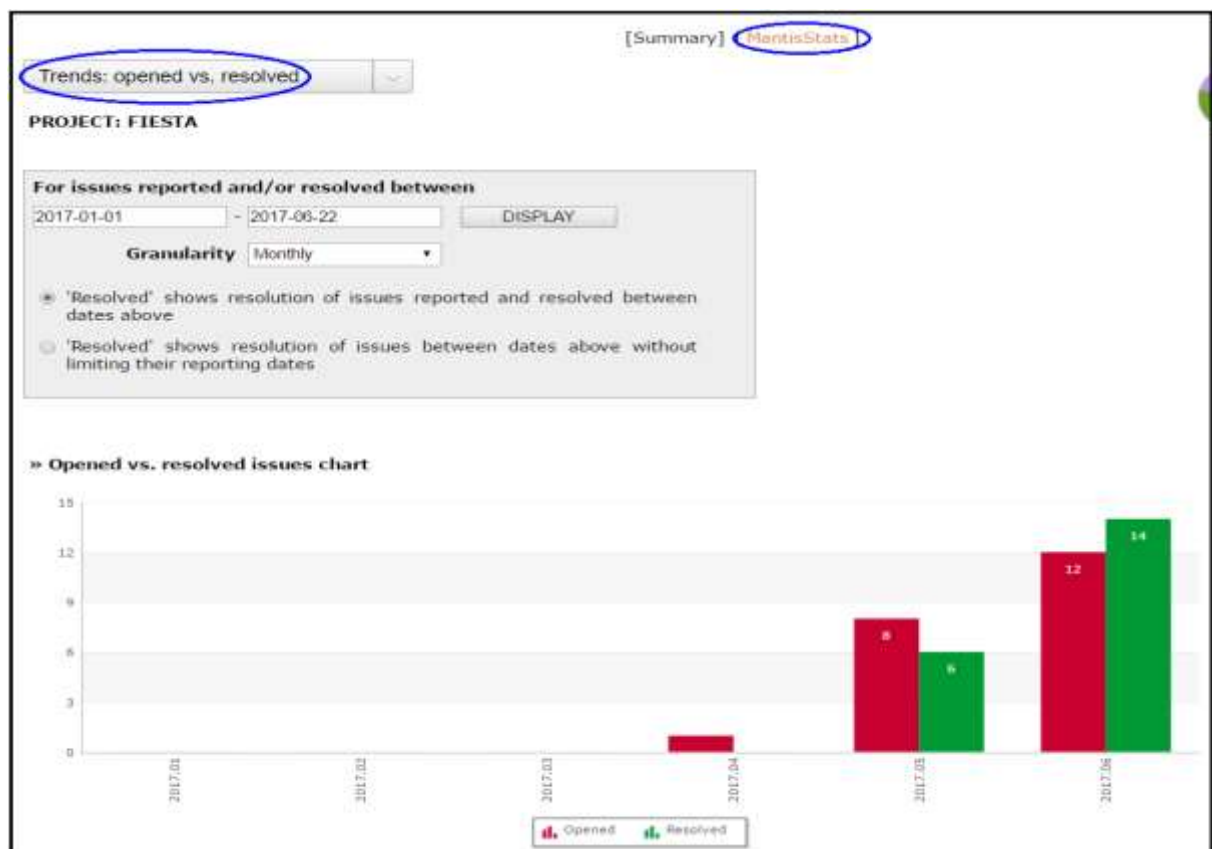 [Summary] [MantisStats]
Trends: opened vs. resolved
PROJECT: FIESTA
For issues reported and/or resolved between
2017-01-01 - 2017-06-22 DISPLAY
Granularity Monthly
'Resolved' shows resolution of issues reported and resolved between
dates above
'Resolved' shows resolution of issues between dates above without
limiting their reporting dates
» Opened vs. resolved issues chart
15
12
9
6
3
0
8
6
12
14
2017.01
2017.02
2017.03
2017.04
2017.05
2017.06
Opened Resolved